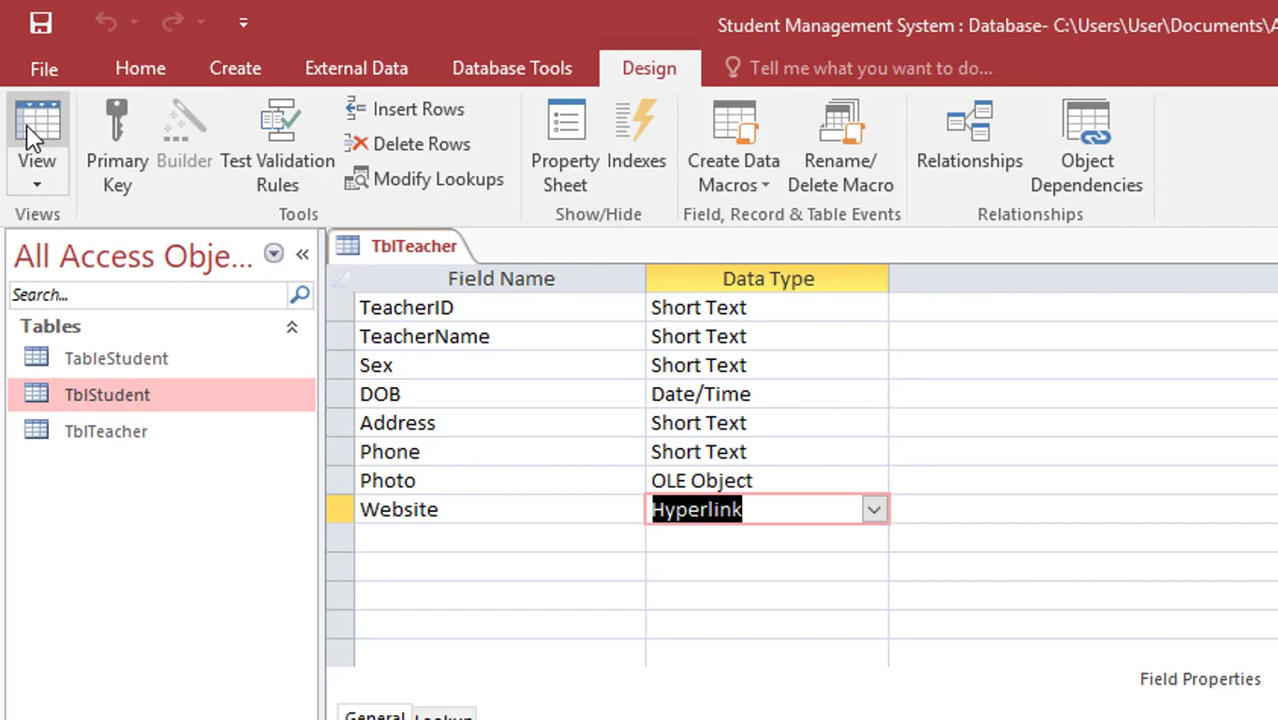 Student Management System : Database- C:\Users\User\Documents\A
File Home Create External Data Database Tools Design Tell me what you want to do...
View
Primary Key
Builder
Test Validation Rules
Insert Rows
Delete Rows
Modify Lookups
Property Sheet
Indexes
Create Data Macros
Rename/ Delete Macro
Relationships
Object Dependencies
Views Tools Show/Hide Field, Record & Table Events Relationships
All Access Obje...
Search...
Tables
TableStudent
TblStudent
TblTeacher
TblTeacher
Field Name Data Type
TeacherID Short Text
TeacherName Short Text
Sex Short Text
DOB Date/Time
Address Short Text
Phone Short Text
Photo OLE Object
Website Hyperlink
Field Properties
General Lookup